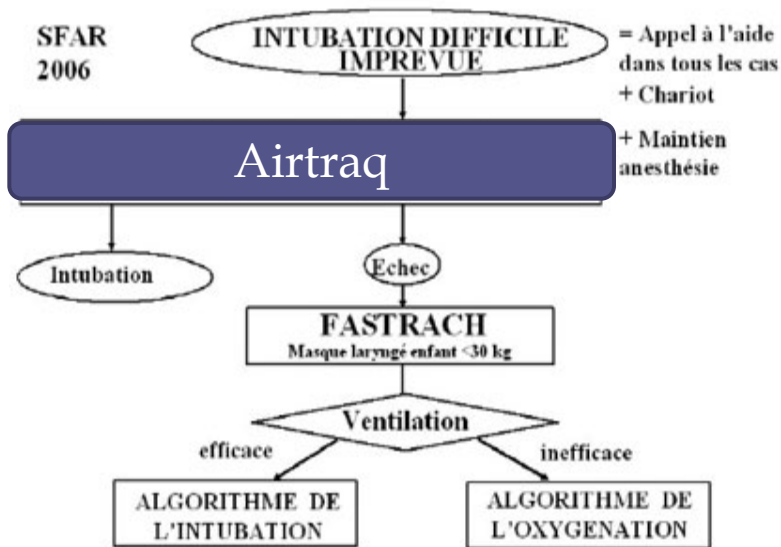 SFAR
2006
INTUBATION DIFFICILE
IMPREVUE
= Appel à l'aide
dans tous les cas
+ Chariot
+ Maintien
anesthésie
Airtraq
Intubation
Echec
FASTRACH
Masque laryngé enfant <30 kg
Ventilation
efficace
inefficace
ALGORITHME DE
L'INTUBATION
ALGORITHME DE
L'OXYGENATION